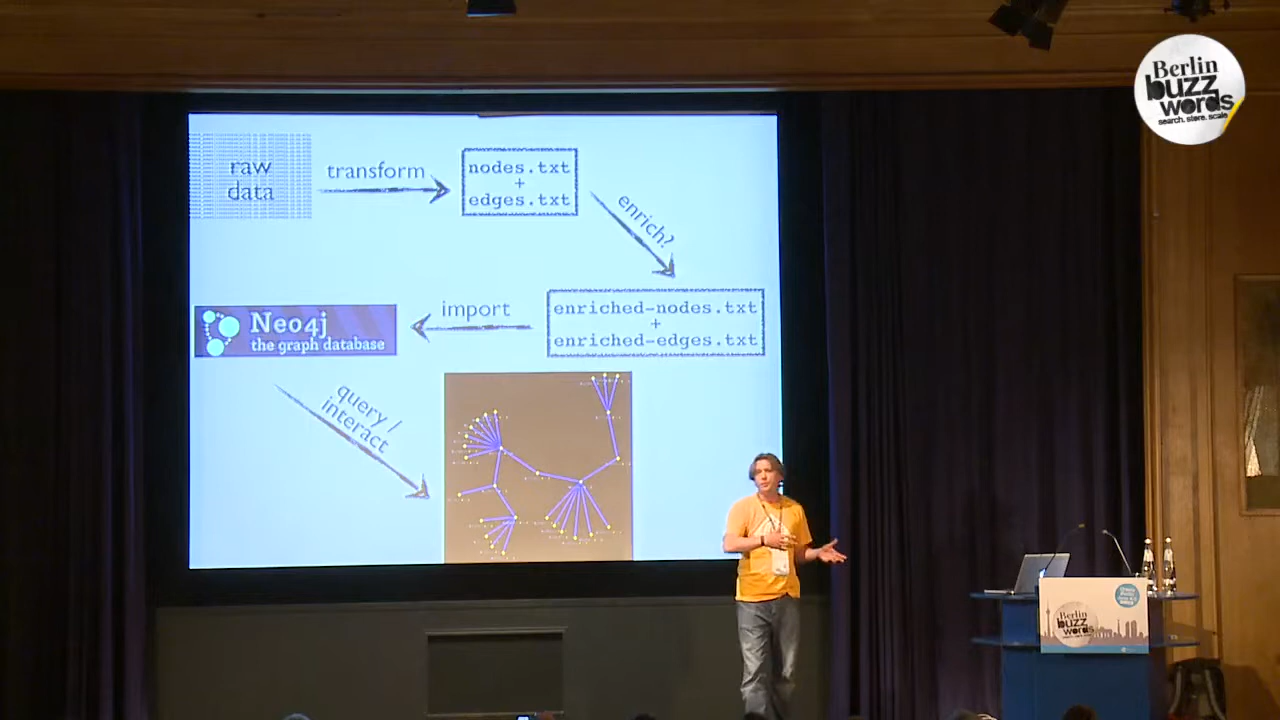 Berlin
buzz
words
search. store. scale
raw
data
transform
nodes.txt
+
edges.txt
enrich?
Neo4j
the graph database
import
enriched-nodes.txt
+
enriched-edges.txt
query /
interact
Berlin
buzz
words